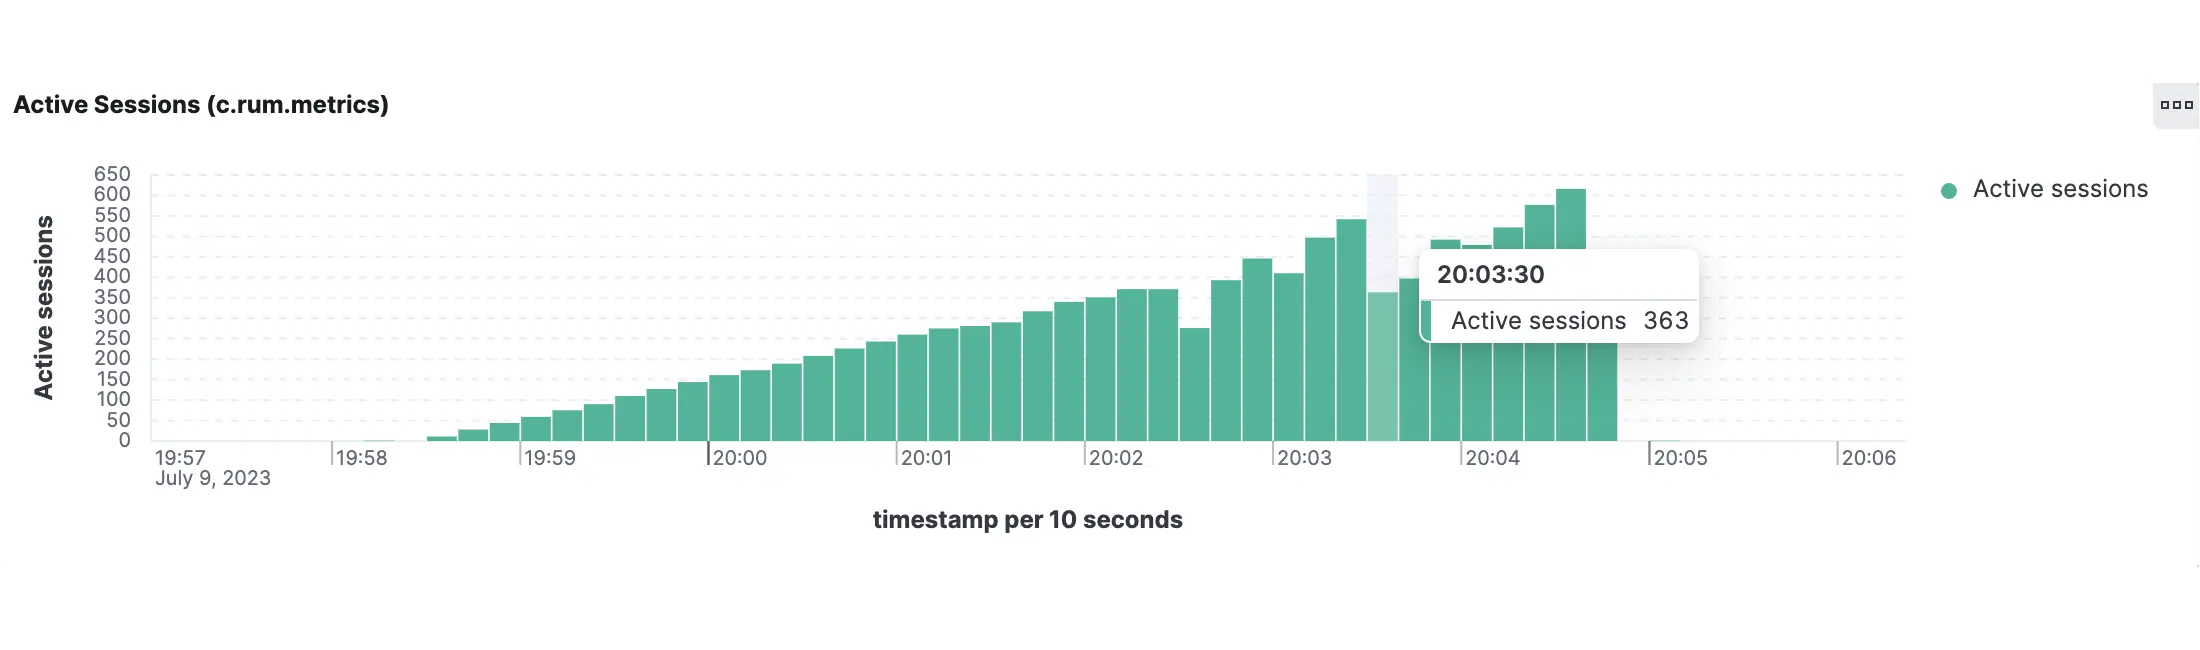 Active Sessions (c.rum.metrics)
650
600
550
500
450
400
350
300
250
200
150
100
50
0
Active sessions
Active sessions
20:03:30
Active sessions 363
19:57 19:58 19:59 20:00 20:01 20:02 20:03 20:04 20:05 20:06
July 9, 2023
timestamp per 10 seconds